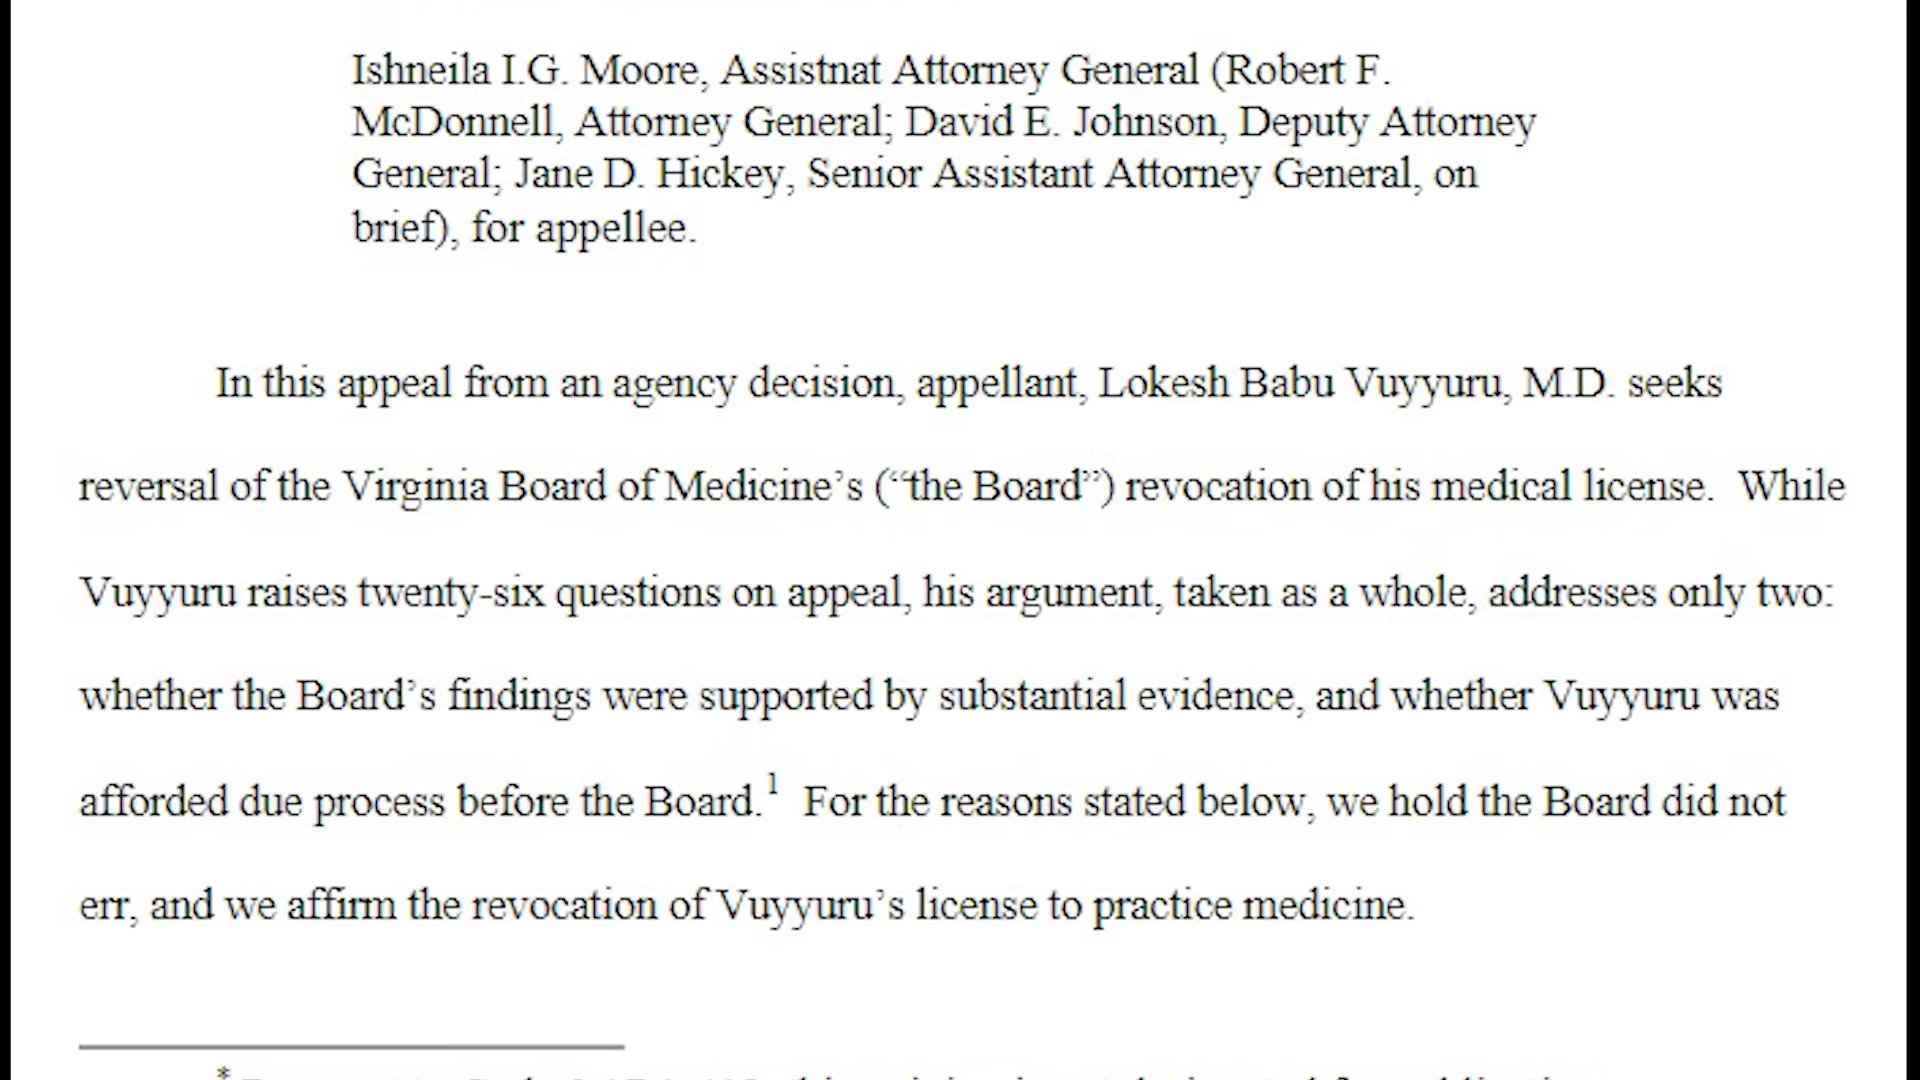 Ishneila I.G. Moore, Assistnat Attorney General (Robert F.
McDonnell, Attorney General; David E. Johnson, Deputy Attorney
General; Jane D. Hickey, Senior Assistant Attorney General, on
brief), for appellee.
In this appeal from an agency decision, appellant, Lokesh Babu Vuyyuru, M.D. seeks
reversal of the Virginia Board of Medicine’s (“the Board”) revocation of his medical license.  While
Vuyyuru raises twenty-six questions on appeal, his argument, taken as a whole, addresses only two:
whether the Board’s findings were supported by substantial evidence, and whether Vuyyuru was
afforded due process before the Board.1  For the reasons stated below, we hold the Board did not
err, and we affirm the revocation of Vuyyuru’s license to practice medicine.
*